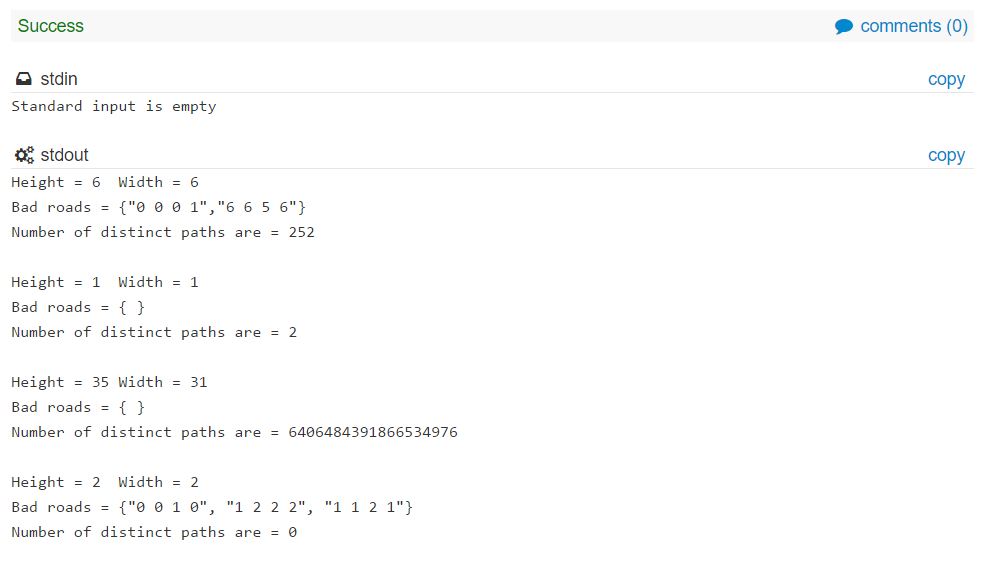 Success comments (0)
stdin copy
Standard input is empty
stdout copy
Height = 6  Width = 6
Bad roads = {"0 0 0 1","6 6 5 6"}
Number of distinct paths are = 252
Height = 1  Width = 1
Bad roads = { }
Number of distinct paths are = 2
Height = 35 Width = 31
Bad roads = { }
Number of distinct paths are = 6406484391866534976
Height = 2  Width = 2
Bad roads = {"0 0 1 0", "1 2 2 2", "1 1 2 1"}
Number of distinct paths are = 0